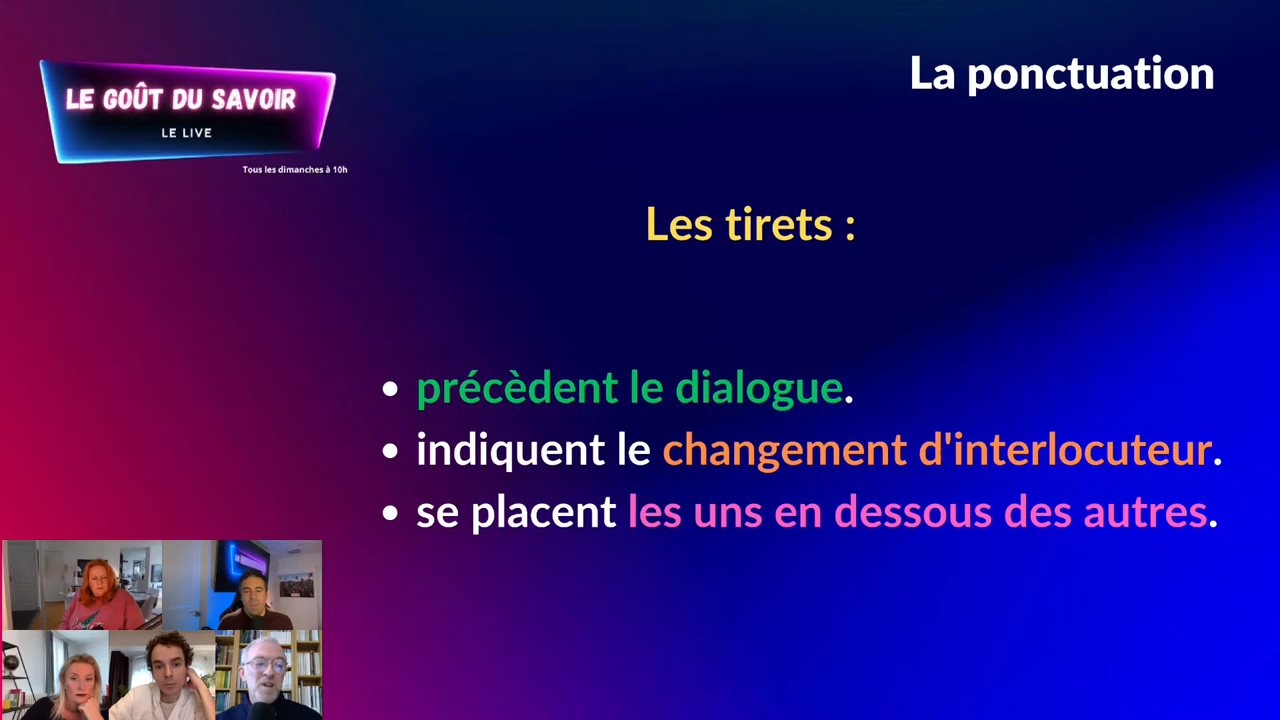 LE GOÛT DU SAVOIR
LE LIVE
Tous les dimanches à 10h
La ponctuation
Les tirets :
• précèdent le dialogue.
• indiquent le changement d'interlocuteur.
• se placent les uns en dessous des autres.